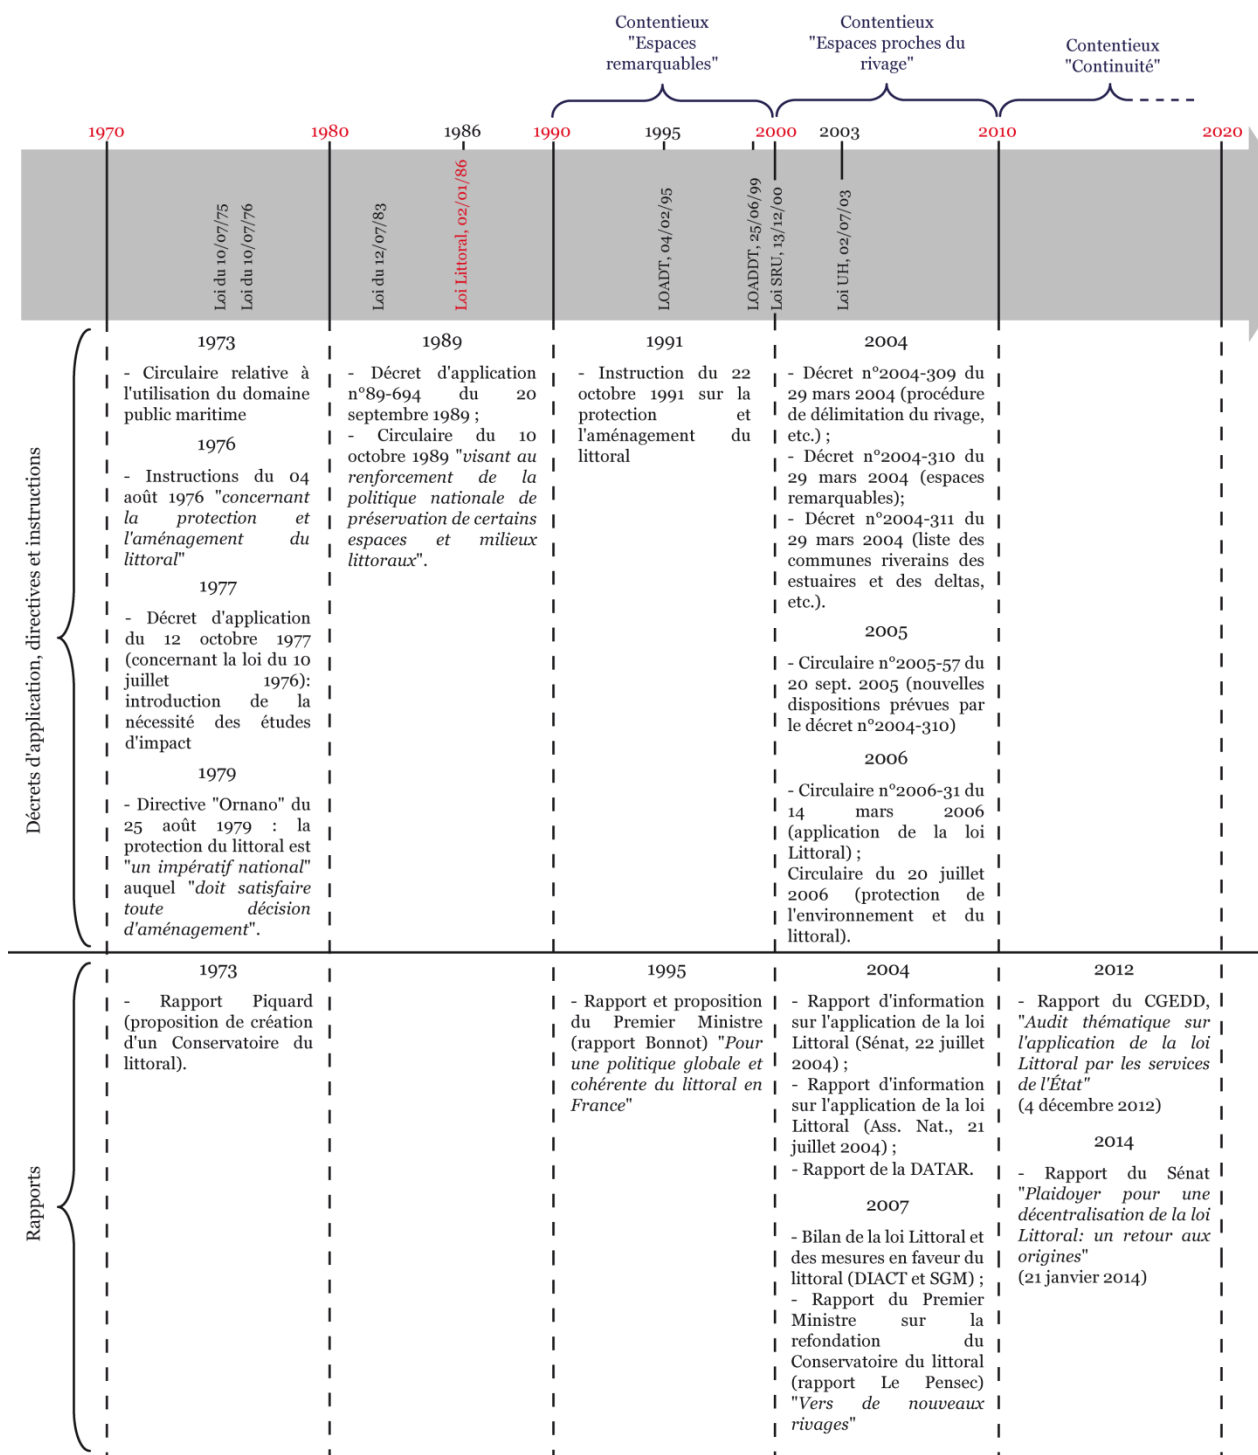 Contentieux
"Espaces
remarquables"
Contentieux
"Espaces proches du
rivage"
Contentieux
"Continuité"
1970
1980
1986
1990
1995
2000
2003
2010
2020
Loi du 10/07/75
Loi du 10/07/76
Loi du 12/07/83
Loi Littoral, 02/01/86
LOADT, 04/02/95
LOADDT, 25/06/99
Loi SRU, 13/12/00
Loi UH, 02/07/03
Décrets d'application, directives et instructions
1973
- Circulaire relative à
l'utilisation du domaine
public maritime
1976
- Instructions du 04
août 1976 "concernant
la protection et
l'aménagement du
littoral"
1977
- Décret d'application
du 12 octobre 1977
(concernant la loi du 10
juillet 1976):
introduction de la
nécessité des études
d'impact
1979
- Directive "Ornano" du
25 août 1979 : la
protection du littoral est
"un impératif national"
auquel "doit satisfaire
toute décision
d'aménagement".
1989
- Décret d'application
n°89-694 du 20
septembre 1989 ;
- Circulaire du 10
octobre 1989 "visant au
renforcement de la
politique nationale de
préservation de certains
espaces et milieux
littoraux".
1991
- Instruction du 22
octobre 1991 sur la
protection et
l'aménagement du
littoral
2004
- Décret n°2004-309 du
29 mars 2004 (procédure
de délimitation du rivage,
etc.) ;
- Décret n°2004-310 du
29 mars 2004 (espaces
remarquables);
- Décret n°2004-311 du
29 mars 2004 (liste des
communes riverains des
estuaires et des deltas,
etc.).
2005
- Circulaire n°2005-57 du
20 sept. 2005 (nouvelles
dispositions prévues par
le décret n°2004-310)
2006
- Circulaire n°2006-31 du
14 mars 2006
(application de la loi
Littoral) ;
Circulaire du 20 juillet
2006 (protection de
l'environnement et du
littoral).
Rapports
1973
- Rapport Piquard
(proposition de création
d'un Conservatoire du
littoral).
1995
- Rapport et proposition
du Premier Ministre
(rapport Bonnot) "Pour
une politique globale et
cohérente du littoral en
France"
2004
- Rapport d'information
sur l'application de la loi
Littoral (Sénat, 22 juillet
2004) ;
- Rapport d'information
sur l'application de la loi
Littoral (Ass. Nat., 21
juillet 2004) ;
- Rapport de la DATAR.
2007
- Bilan de la loi Littoral et
des mesures en faveur du
littoral (DIACT et SGM) ;
- Rapport du Premier
Ministre sur la
refondation du
Conservatoire du littoral
(rapport Le Pensec)
"Vers de nouveaux
rivages"
2012
- Rapport du CGEDD,
"Audit thématique sur
l'application de la loi
Littoral par les services
de l'État"
(4 décembre 2012)
2014
- Rapport du Sénat
"Plaidoyer pour une
décentralisation de la loi
Littoral: un retour aux
origines"
(21 janvier 2014)